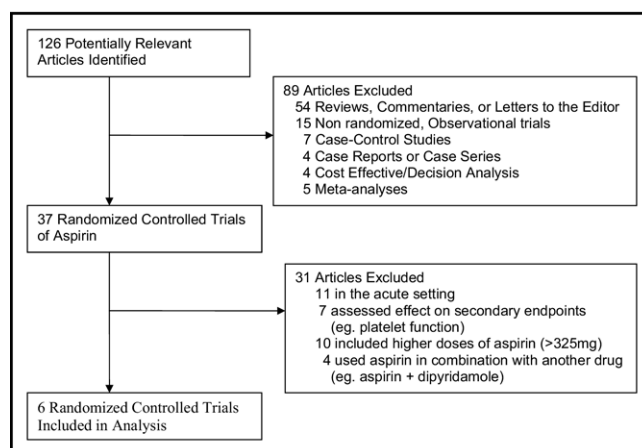 126 Potentially Relevant
Articles Identified
89 Articles Excluded
54 Reviews, Commentaries, or Letters to the Editor
15 Non randomized, Observational trials
7 Case-Control Studies
4 Case Reports or Case Series
4 Cost Effective/Decision Analysis
5 Meta-analyses
37 Randomized Controlled Trials
of Aspirin
31 Articles Excluded
11 in the acute setting
7 assessed effect on secondary endpoints
(eg. platelet function)
10 included higher doses of aspirin (>325mg)
4 used aspirin in combination with another drug
(eg. aspirin + dipyridamole)
6 Randomized Controlled Trials
Included in Analysis